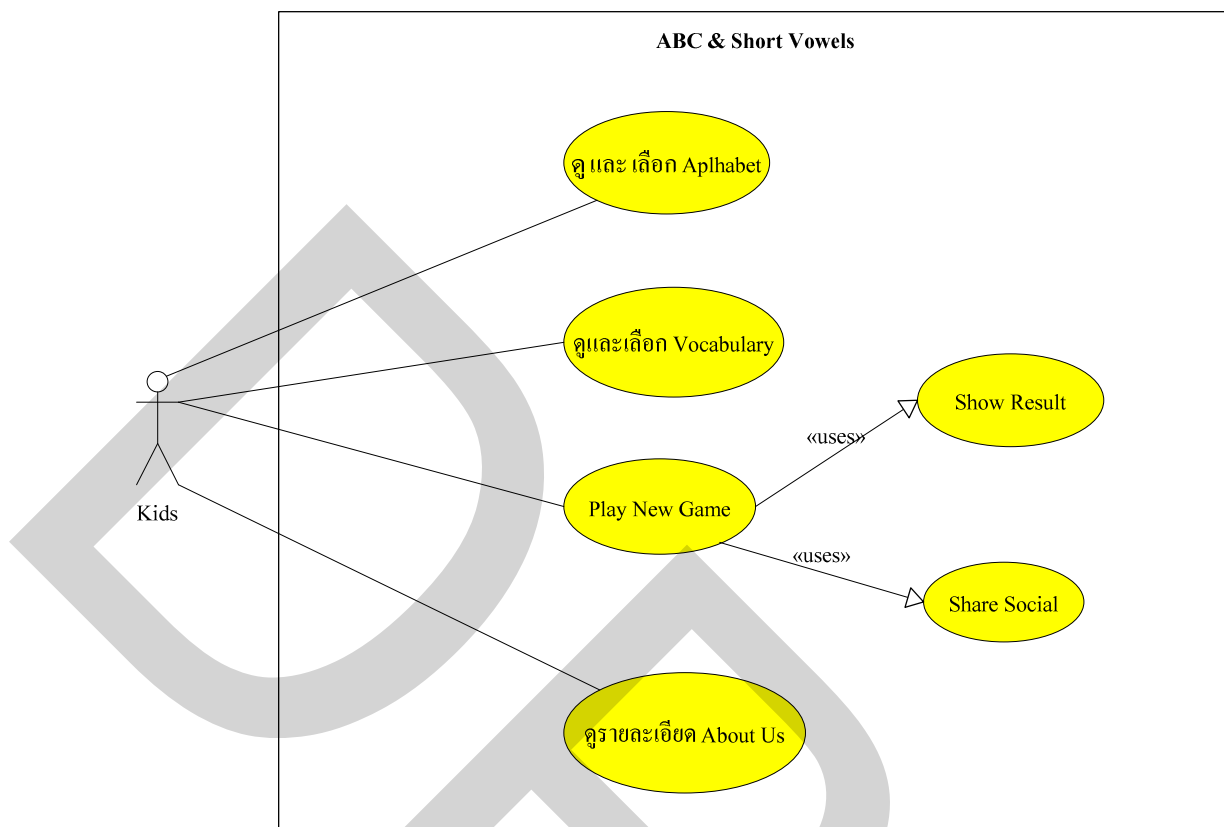 ABC & Short Vowels
ดู และ เลือก Aplhabet
ดูและเลือก Vocabulary
Show Result
«uses»
Kids
Play New Game
«uses»
Share Social
ดูรายละเอียด About Us